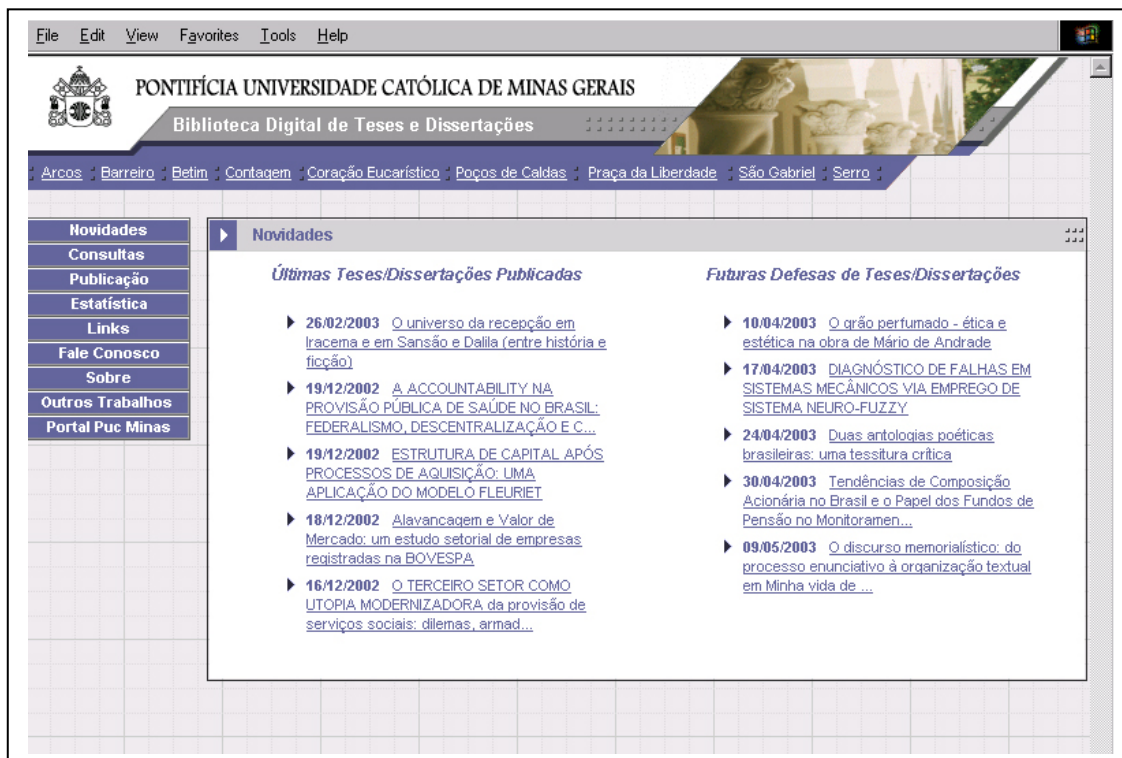 File Edit View Favorites Tools Help
PONTIFÍCIA UNIVERSIDADE CATÓLICA DE MINAS GERAIS
Biblioteca Digital de Teses e Dissertações
Arcos Barreiro Betim Contagem Coração Eucarístico Poços de Caldas Praça da Liberdade São Gabriel Serro
Novidades
Consultas
Publicação
Estatística
Links
Fale Conosco
Sobre
Outros Trabalhos
Portal Puc Minas
Novidades
Últimas Teses/Dissertações Publicadas
26/02/2003 O universo da recepção em
Iracema e em Sansão e Dalila (entre história e
ficção)
19/12/2002 A ACCOUNTABILITY NA
PROVISÃO PÚBLICA DE SAÚDE NO BRASIL:
FEDERALISMO, DESCENTRALIZAÇÃO E C...
19/12/2002 ESTRUTURA DE CAPITAL APÓS
PROCESSOS DE AQUISIÇÃO: UMA
APLICAÇÃO DO MODELO FLEURIET
18/12/2002 Alavancagem e Valor de
Mercado: um estudo setorial de empresas
registradas na BOVESPA
16/12/2002 O TERCEIRO SETOR COMO
UTOPIA MODERNIZADORA da provisão de
serviços sociais: dilemas, armad...
Futuras Defesas de Teses/Dissertações
10/04/2003 O grão perfumado - ética e
estética na obra de Mário de Andrade
17/04/2003 DIAGNÓSTICO DE FALHAS EM
SISTEMAS MECÂNICOS VIA EMPREGO DE
SISTEMA NEURO-FUZZY
24/04/2003 Duas antologias poéticas
brasileiras: uma tessitura crítica
30/04/2003 Tendências de Composição
Acionária no Brasil e o Papel dos Fundos de
Pensão no Monitoramen...
09/05/2003 O discurso memorialístico: do
processo enunciativo à organização textual
em Minha vida de ...